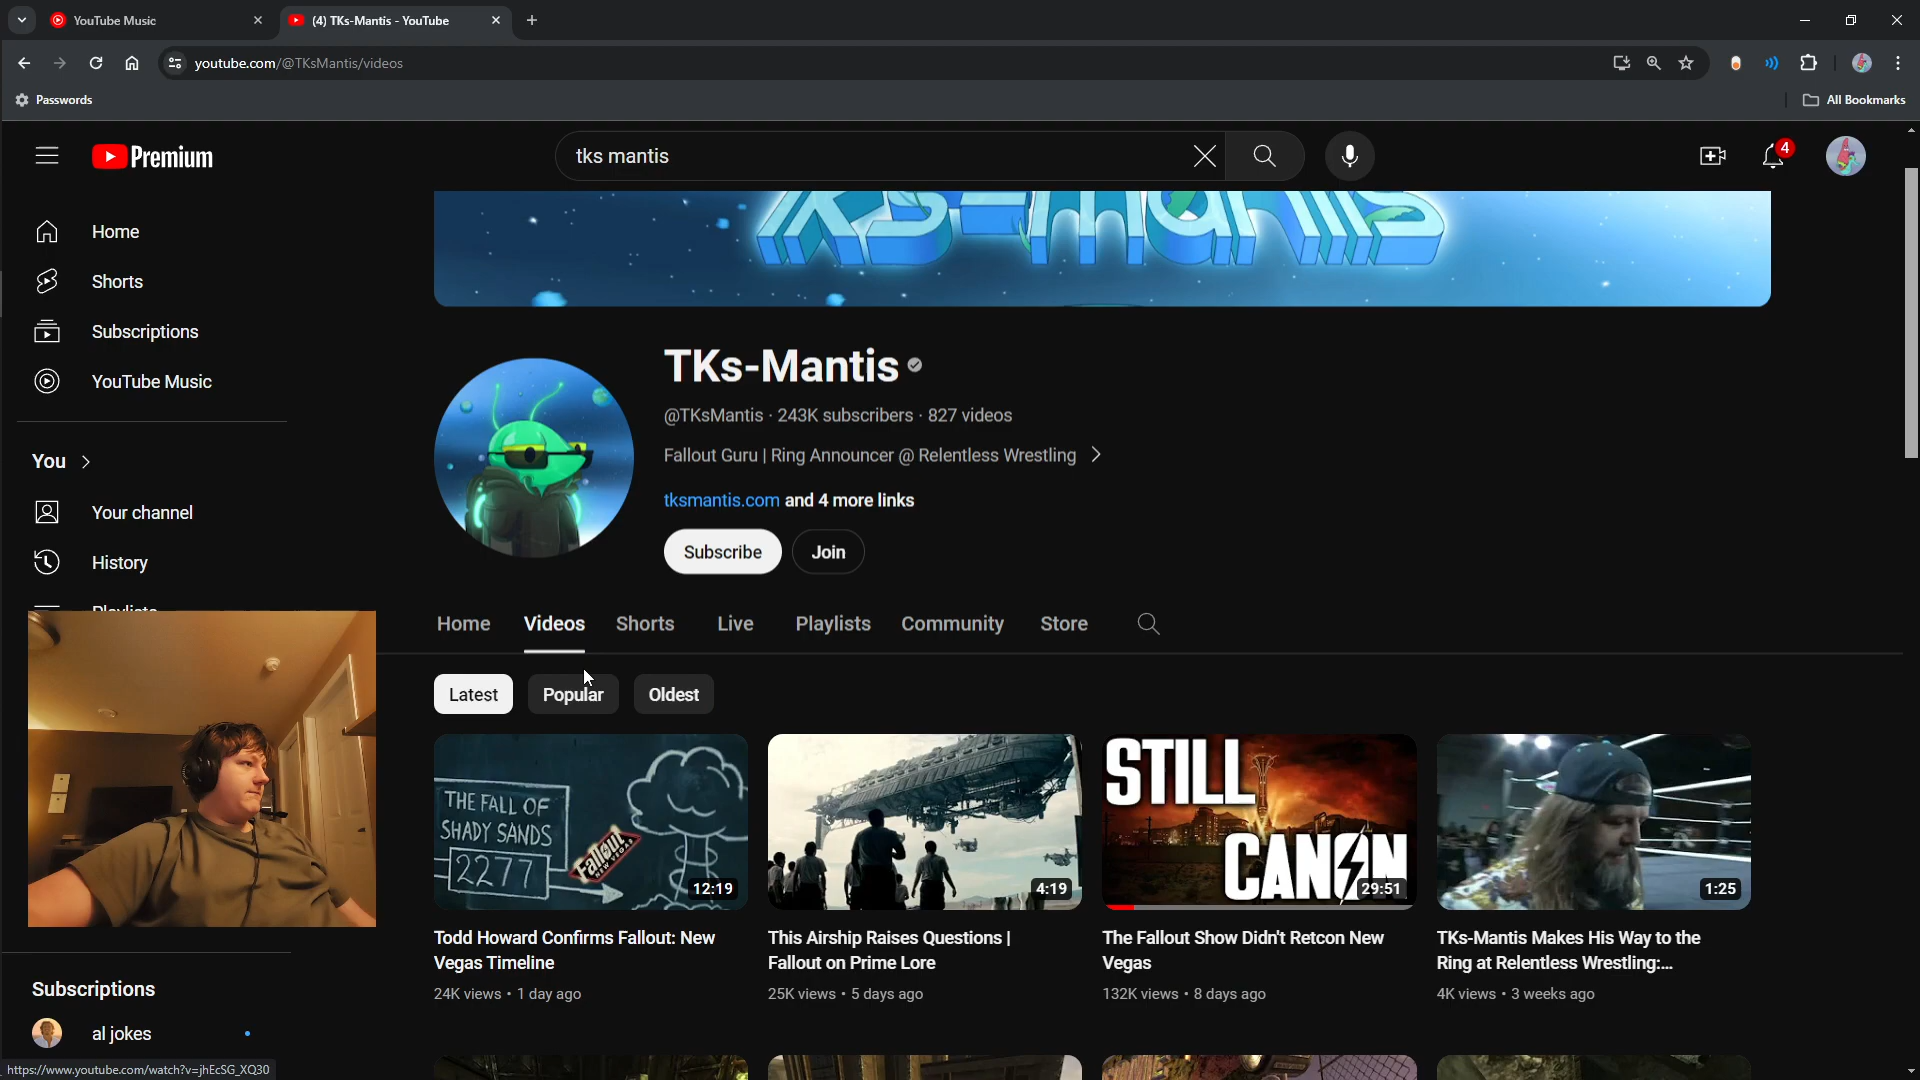 YouTube Music
(4) TKs-Mantis - YouTube
youtube.com/@TKsMantis/videos
Passwords
All Bookmarks
Premium
tks mantis
4
Home
Shorts
Subscriptions
YouTube Music
You
Your channel
History
Playlists
TKs-Mantis
TKs-Mantis
@TKsMantis · 243K subscribers · 827 videos
Fallout Guru | Ring Announcer @ Relentless Wrestling
tksmantis.com and 4 more links
Subscribe
Join
Home
Videos
Shorts
Live
Playlists
Community
Store
Latest
Popular
Oldest
THE FALL OF
SHADY SANDS
2277
Fallout
NEW VEGAS
12:19
Todd Howard Confirms Fallout: New
Vegas Timeline
24K views • 1 day ago
4:19
This Airship Raises Questions |
Fallout on Prime Lore
25K views • 5 days ago
STILL
CANON
29:51
The Fallout Show Didn't Retcon New
Vegas
132K views • 8 days ago
1:25
TKs-Mantis Makes His Way to the
Ring at Relentless Wrestling:...
4K views • 3 weeks ago
Subscriptions
al jokes
https://www.youtube.com/watch?v=jhEcSG_XQ30